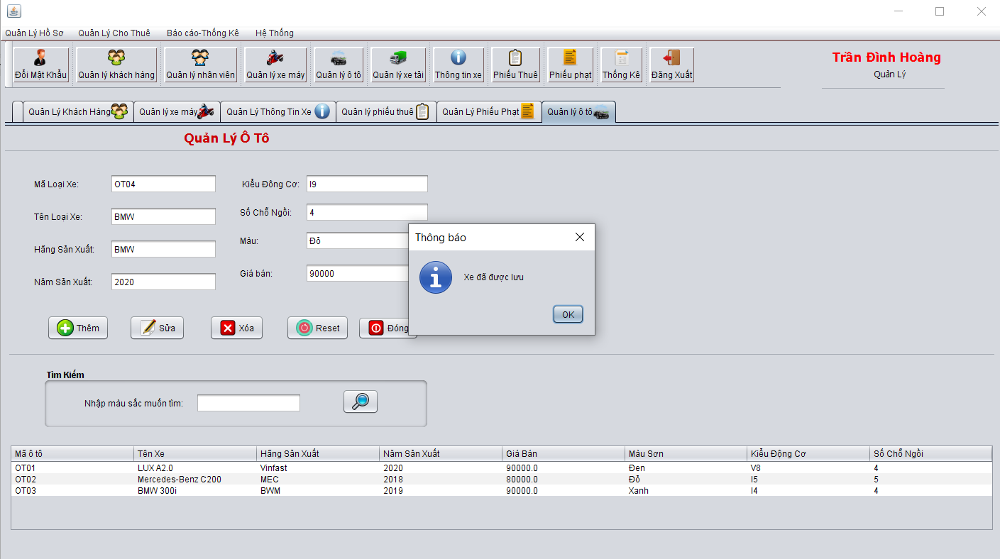 Quản Lý Hồ Sơ Quản Lý Cho Thuê Báo cáo-Thống Kê Hệ Thống
Đổi Mật Khẩu Quản lý khách hàng Quản lý nhân viên Quản lý xe máy Quản lý ô tô Quản lý xe tải Thông tin xe Phiếu Thuê Phiếu phạt Thống Kê Đăng Xuất
Trần Đình Hoàng
Quản Lý
Quản Lý Khách Hàng Quản lý xe máy Quản Lý Thông Tin Xe Quản lý phiếu thuê Quản Lý Phiếu Phạt Quản lý ô tô
Quản Lý Ô Tô
Mã Loại Xe: OT04 Kiểu Đông Cơ: I9
Tên Loại Xe: BMW Số Chỗ Ngồi: 4
Hãng Sản Xuất: BMW Màu: Đỏ
Năm Sản Xuất: 2020 Giá bán: 90000
Thông báo
Xe đã được lưu
OK
Thêm Sửa Xóa Reset Đóng
Tìm Kiếm
Nhập màu sắc muốn tìm:
Mã ô tô Tên Xe Hãng Sản Xuất Năm Sản Xuất Giá Bán Màu Sơn Kiểu Động Cơ Số Chỗ Ngồi
OT01 LUX A2.0 Vinfast 2020 90000.0 Đen V8 4
OT02 Mercedes-Benz C200 MEC 2018 80000.0 Đỏ I5 5
OT03 BMW 300i BWM 2019 90000.0 Xanh I4 4